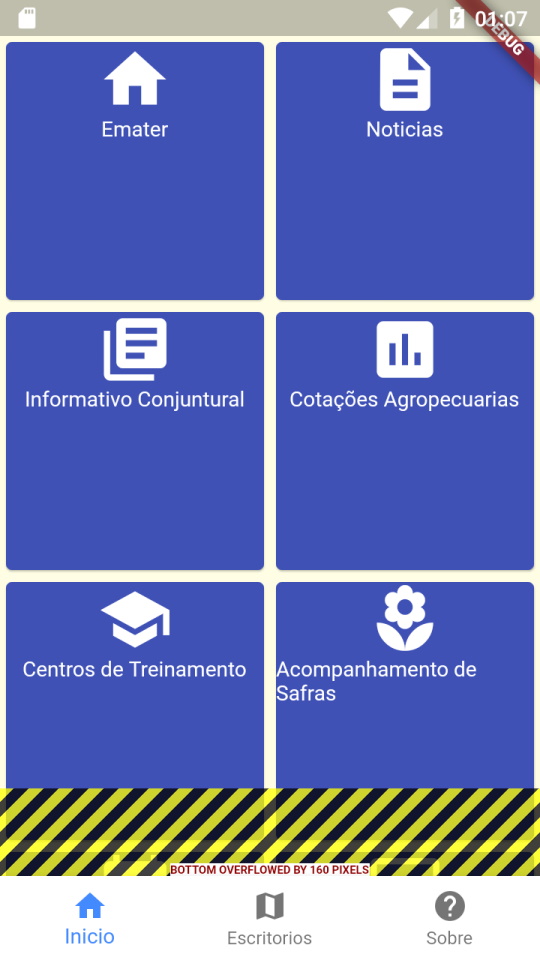 01:07
DEBUG
Emater
Noticias
Informativo Conjuntural
Cotações Agropecuarias
Centros de Treinamento
Acompanhamento de
Safras
BOTTOM OVERFLOWED BY 160 PIXELS
Inicio
Escritorios
Sobre